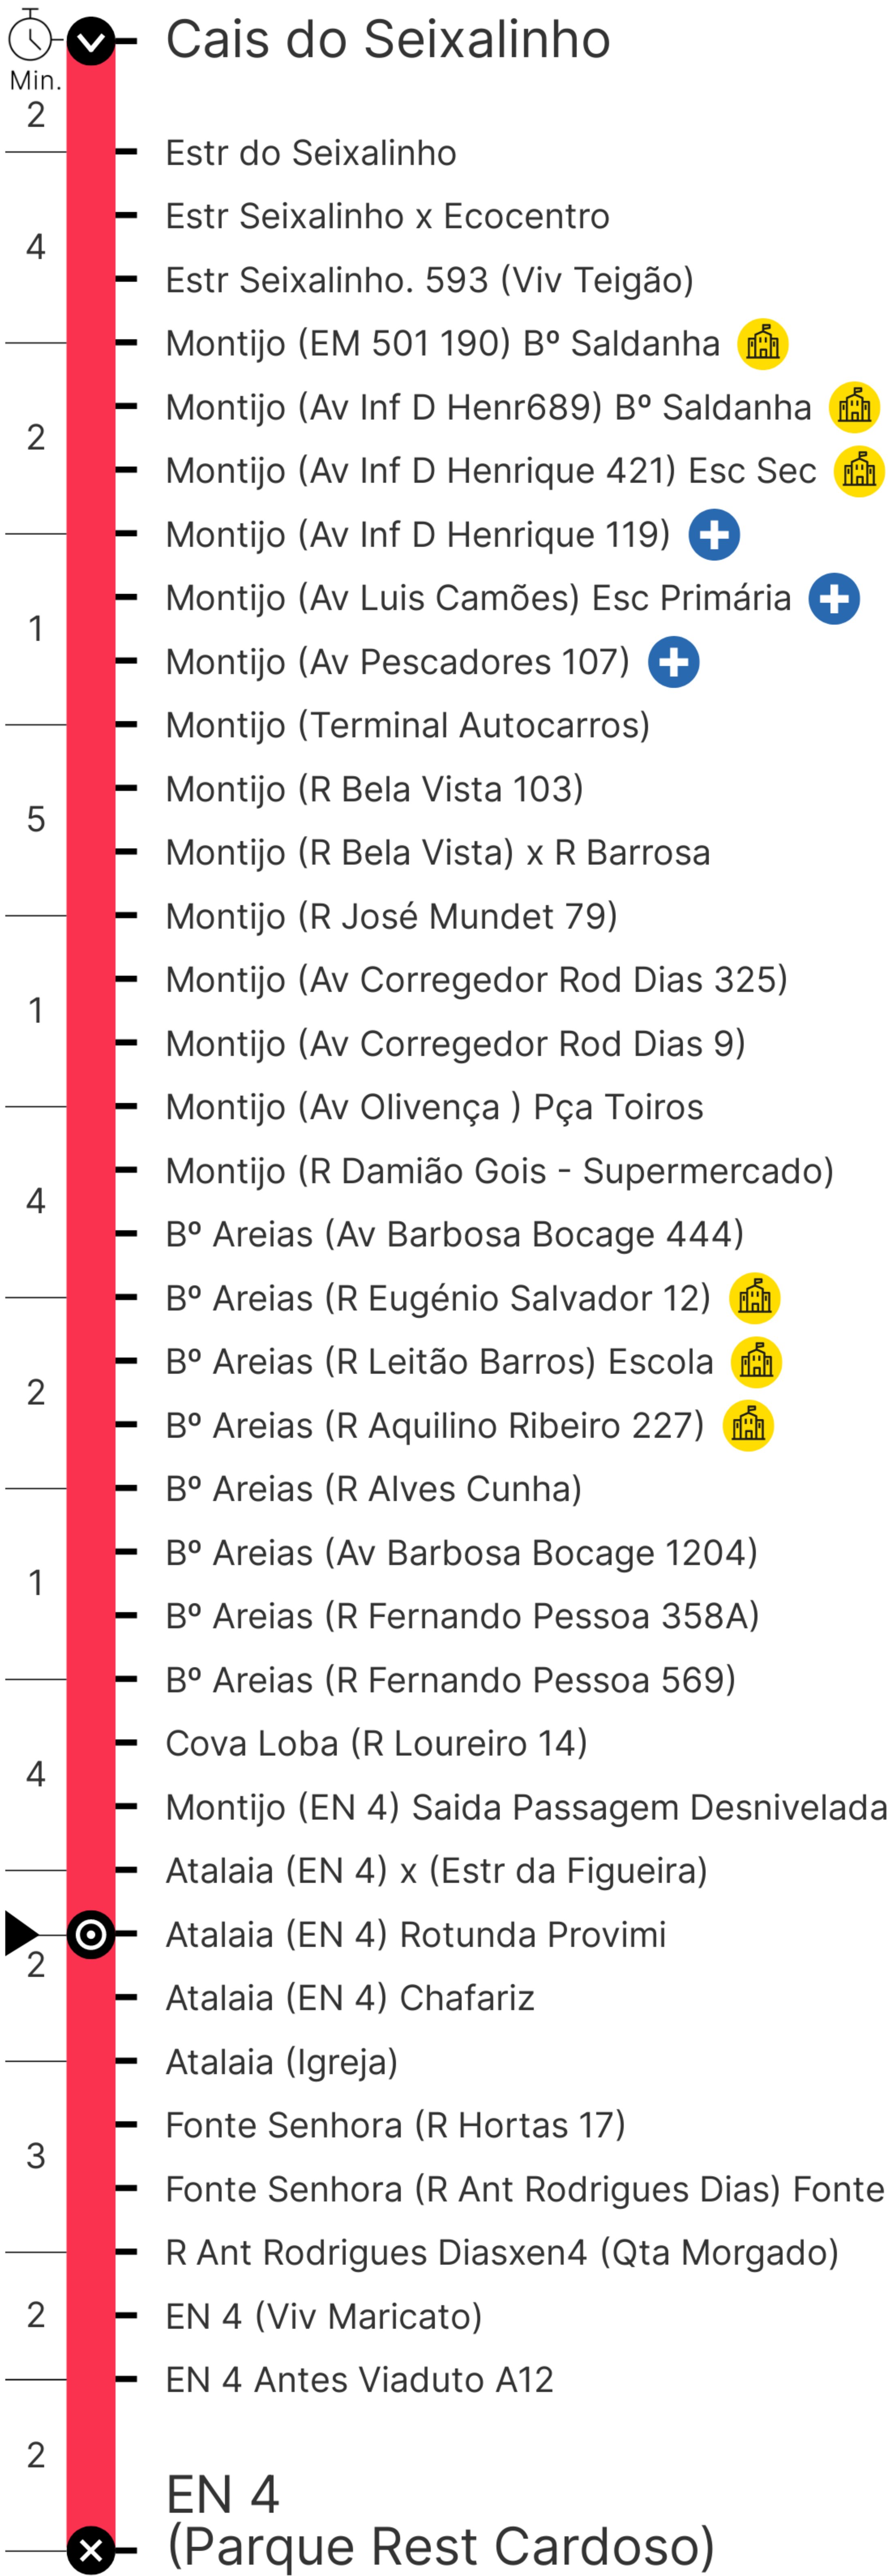 Cais do Seixalinho
Min.
2
Estr do Seixalinho
Estr Seixalinho x Ecocentro
4
Estr Seixalinho. 593 (Viv Teigão)
Montijo (EM 501 190) Bº Saldanha
Montijo (Av Inf D Henr689) Bº Saldanha
2
Montijo (Av Inf D Henrique 421) Esc Sec
Montijo (Av Inf D Henrique 119)
Montijo (Av Luis Camões) Esc Primária
1
Montijo (Av Pescadores 107)
Montijo (Terminal Autocarros)
Montijo (R Bela Vista 103)
5
Montijo (R Bela Vista) x R Barrosa
Montijo (R José Mundet 79)
Montijo (Av Corregedor Rod Dias 325)
1
Montijo (Av Corregedor Rod Dias 9)
Montijo (Av Olivença ) Pça Toiros
Montijo (R Damião Gois - Supermercado)
4
Bº Areias (Av Barbosa Bocage 444)
Bº Areias (R Eugénio Salvador 12)
Bº Areias (R Leitão Barros) Escola
2
Bº Areias (R Aquilino Ribeiro 227)
Bº Areias (R Alves Cunha)
Bº Areias (Av Barbosa Bocage 1204)
1
Bº Areias (R Fernando Pessoa 358A)
Bº Areias (R Fernando Pessoa 569)
Cova Loba (R Loureiro 14)
4
Montijo (EN 4) Saida Passagem Desnivelada
Atalaia (EN 4) x (Estr da Figueira)
Atalaia (EN 4) Rotunda Provimi
2
Atalaia (EN 4) Chafariz
Atalaia (Igreja)
Fonte Senhora (R Hortas 17)
3
Fonte Senhora (R Ant Rodrigues Dias) Fonte
R Ant Rodrigues Diasxen4 (Qta Morgado)
2
EN 4 (Viv Maricato)
EN 4 Antes Viaduto A12
2
EN 4
(Parque Rest Cardoso)